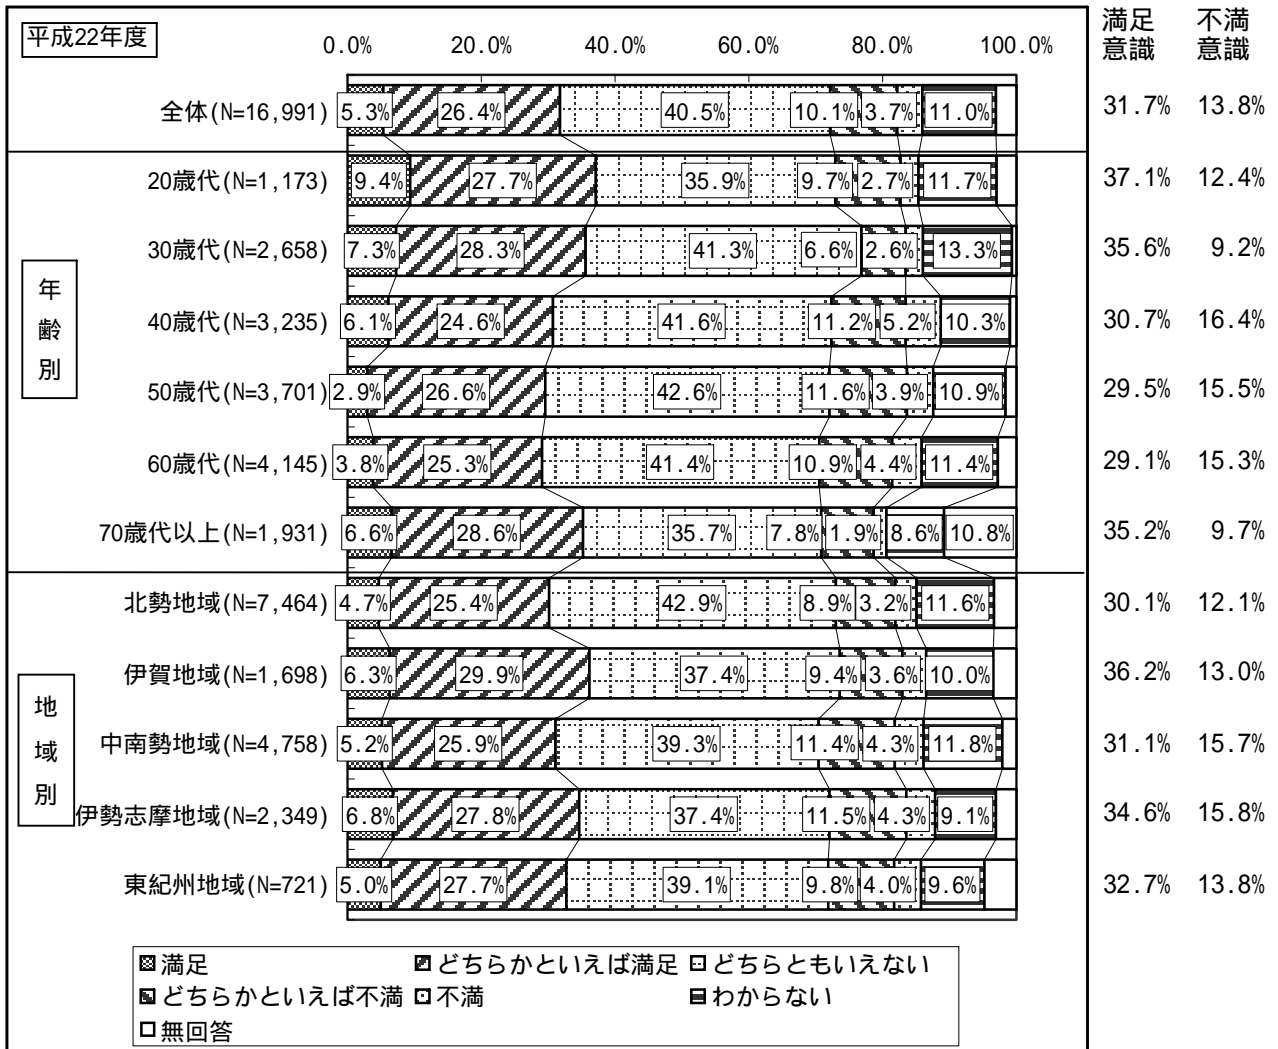 平成22年度
0.0% 20.0% 40.0% 60.0% 80.0% 100.0%
満足意識 不満意識
全体(N=16,991) 5.3% 26.4% 40.5% 10.1% 3.7% 11.0% 31.7% 13.8%
年齢別
20歳代(N=1,173) 9.4% 27.7% 35.9% 9.7% 2.7% 11.7% 37.1% 12.4%
30歳代(N=2,658) 7.3% 28.3% 41.3% 6.6% 2.6% 13.3% 35.6% 9.2%
40歳代(N=3,235) 6.1% 24.6% 41.6% 11.2% 5.2% 10.3% 30.7% 16.4%
50歳代(N=3,701) 2.9% 26.6% 42.6% 11.6% 3.9% 10.9% 29.5% 15.5%
60歳代(N=4,145) 3.8% 25.3% 41.4% 10.9% 4.4% 11.4% 29.1% 15.3%
70歳代以上(N=1,931) 6.6% 28.6% 35.7% 7.8% 1.9% 8.6% 10.8% 35.2% 9.7%
地域別
北勢地域(N=7,464) 4.7% 25.4% 42.9% 8.9% 3.2% 11.6% 30.1% 12.1%
伊賀地域(N=1,698) 6.3% 29.9% 37.4% 9.4% 3.6% 10.0% 36.2% 13.0%
中南勢地域(N=4,758) 5.2% 25.9% 39.3% 11.4% 4.3% 11.8% 31.1% 15.7%
伊勢志摩地域(N=2,349) 6.8% 27.8% 37.4% 11.5% 4.3% 9.1% 34.6% 15.8%
東紀州地域(N=721) 5.0% 27.7% 39.1% 9.8% 4.0% 9.6% 32.7% 13.8%
満足 どちらかといえば満足 どちらともいえない
どちらかといえば不満 不満 わからない
無回答